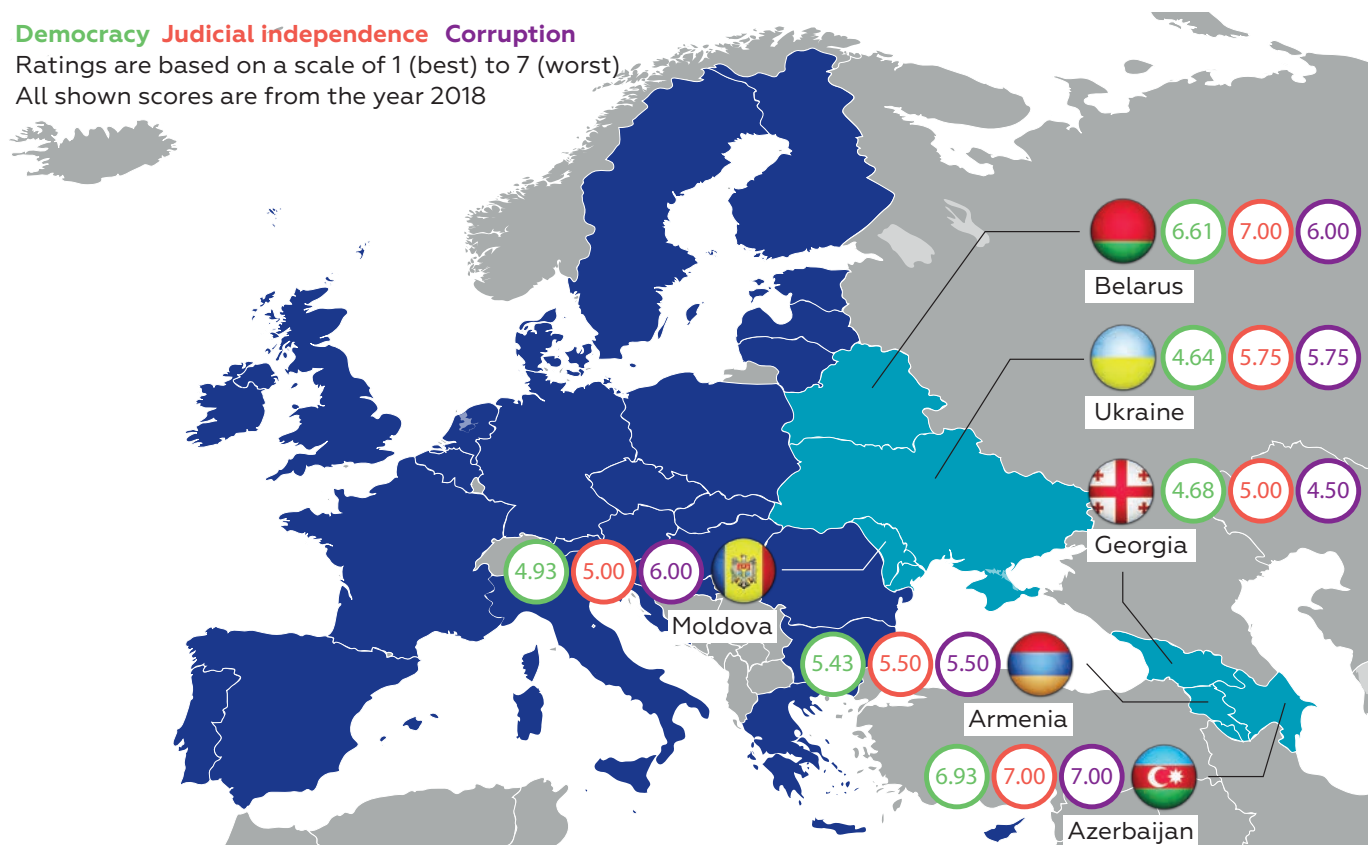 Democracy Judicial independence Corruption
Ratings are based on a scale of 1 (best) to 7 (worst)
All shown scores are from the year 2018
6.61 7.00 6.00
Belarus
4.64 5.75 5.75
Ukraine
4.68 5.00 4.50
Georgia
4.93 5.00 6.00
Moldova
5.43 5.50 5.50
Armenia
6.93 7.00 7.00
Azerbaijan